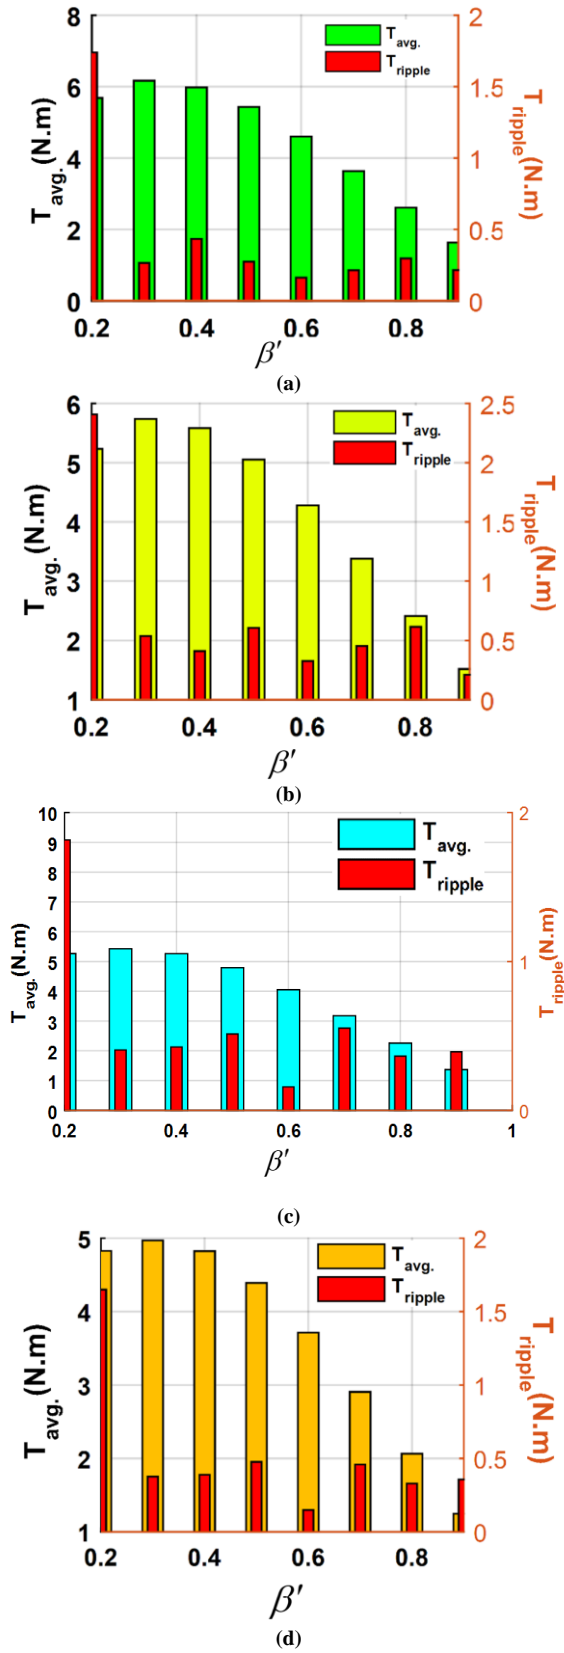 8
6
4
2
0
T avg. (N.m)
T avg.
T ripple
2
1.5
1
0.5
0
T ripple (N.m)
0.2 0.4 0.6 0.8
β′
(a)
6
5
4
3
2
1
T avg. (N.m)
T avg.
T ripple
2.5
2
1.5
1
0.5
0
T ripple (N.m)
0.2 0.4 0.6 0.8
β′
(b)
10
9
8
7
6
5
4
3
2
1
0
T avg. (N.m)
T avg.
T ripple
2
1
0
T ripple (N.m)
0.2 0.4 0.6 0.8 1
β′
(c)
5
4
3
2
1
T avg. (N.m)
T avg.
T ripple
2
1.5
1
0.5
0
T ripple (N.m)
0.2 0.4 0.6 0.8
β′
(d)